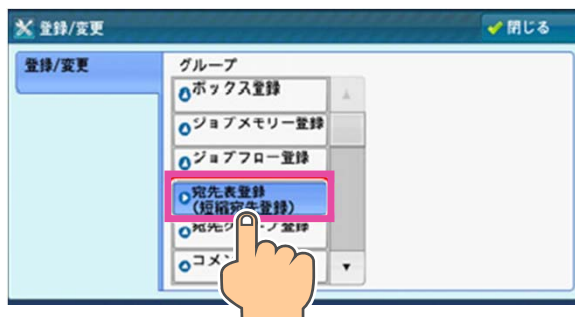 登録/変更
閉じる
登録/変更
グループ
ボックス登録
ジョブメモリー登録
ジョブフロー登録
宛先表登録
(短縮宛先登録)